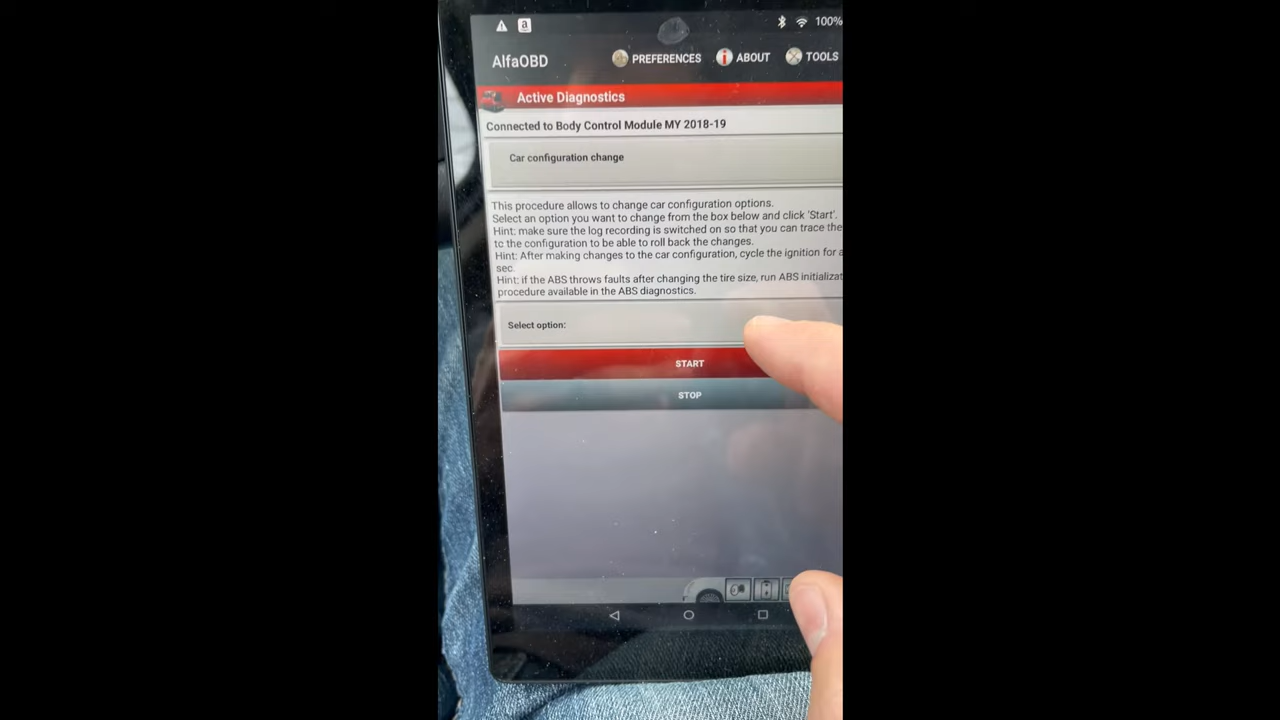 a
100%
AlfaOBD
PREFERENCES
ABOUT
TOOLS
Active Diagnostics
Connected to Body Control Module MY 2018-19
Car configuration change
This procedure allows to change car configuration options.
Select an option you want to change from the box below and click 'Start'.
Hint: make sure the log recording is switched on so that you can trace the
to the configuration to be able to roll back the changes.
Hint: After making changes to the car configuration, cycle the ignition for
sec.
Hint: if the ABS throws faults after changing the tire size, run ABS
procedure available in the ABS diagnostics.
Select option:
START
STOP